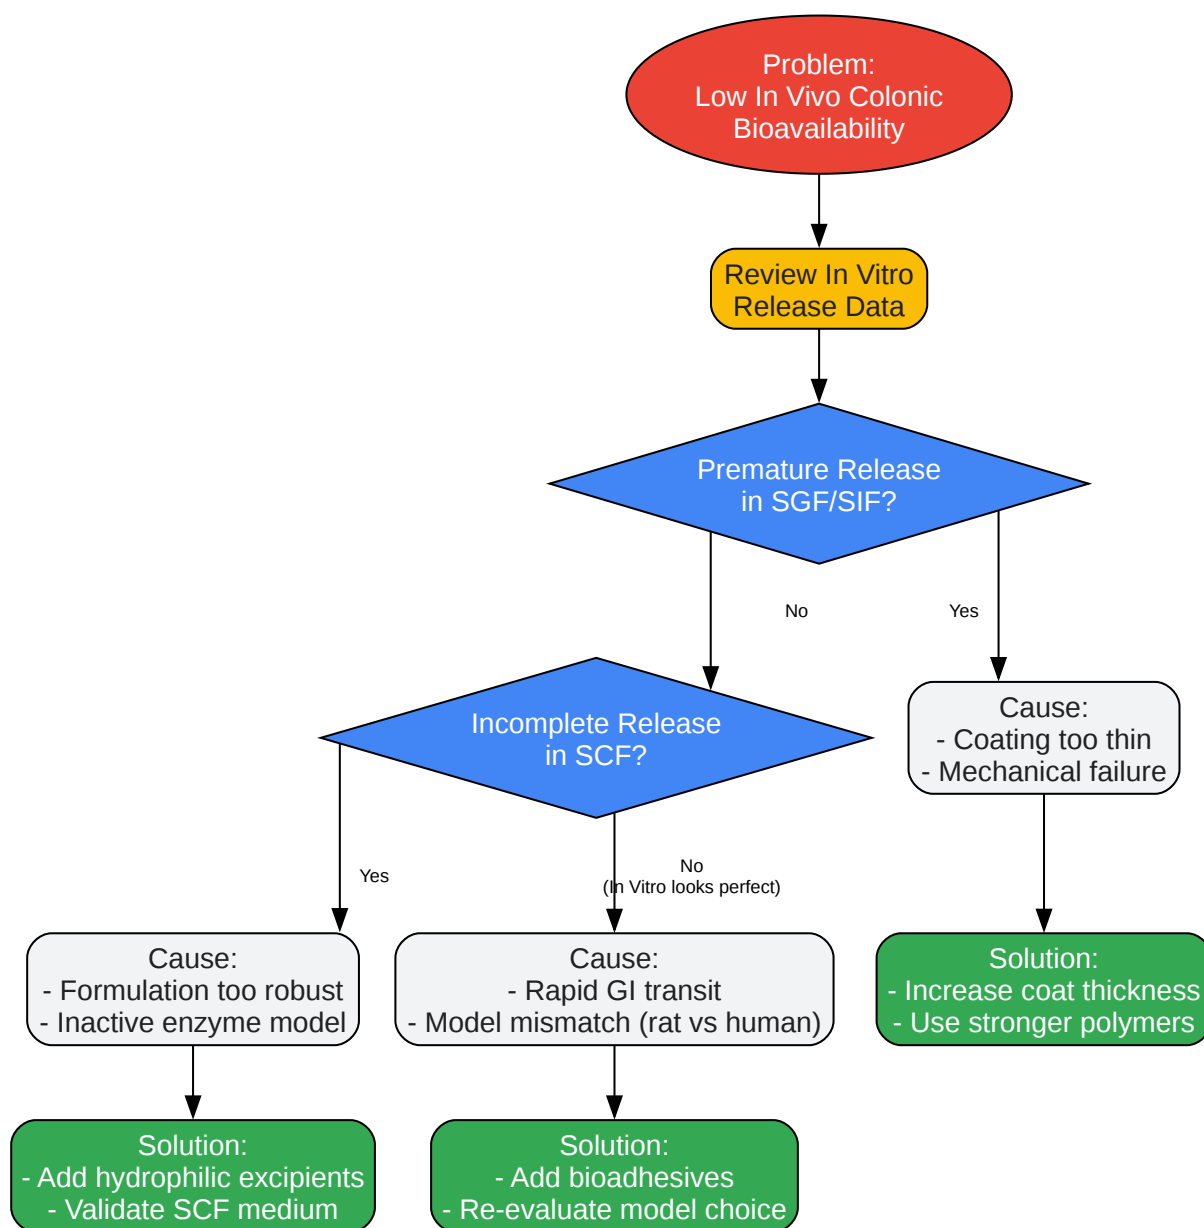 Problem:
Low In Vivo Colonic
Bioavailability
Review In Vitro
Release Data
Premature Release
in SGF/SIF?
No
Yes
Incomplete Release
in SCF?
Cause:
- Coating too thin
- Mechanical failure
Yes
No
(In Vitro looks perfect)
Cause:
- Formulation too robust
- Inactive enzyme model
Cause:
- Rapid GI transit
- Model mismatch (rat vs human)
Solution:
- Increase coat thickness
- Use stronger polymers
Solution:
- Add hydrophilic excipients
- Validate SCF medium
Solution:
- Add bioadhesives
- Re-evaluate model choice